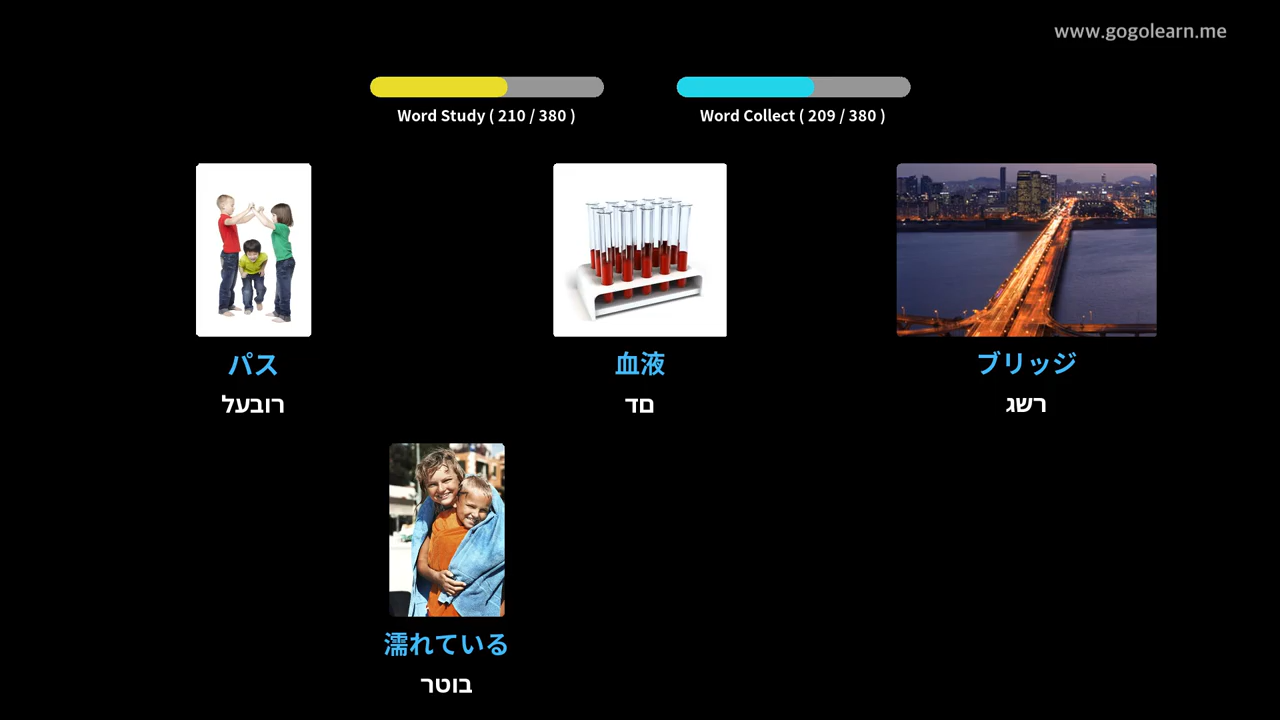 www.gogolearn.me
Word Study ( 210 / 380 )
Word Collect ( 209 / 380 )
パス
רובעל
血液
םד
ブリッジ
רשג
濡れている
בוטר